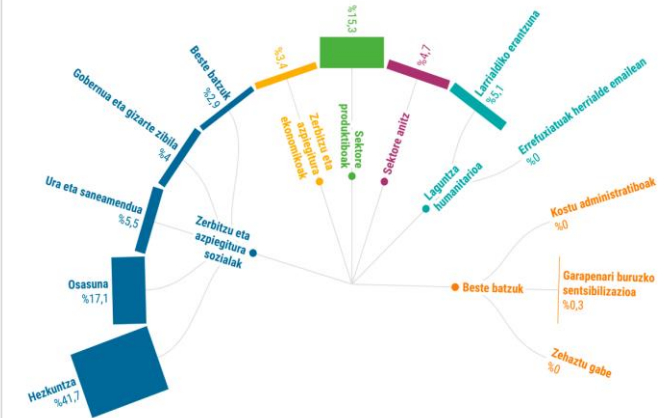 Hezkuntza
%41,7
Osasuna
%17,1
Ura eta saneamendua
%5,5
Gobernua eta gizarte zibila
%4
Beste batzuk
%2,9
Zerbitzu eta
azpiegitura
sozialak
%3,4
Zerbitzu eta
azpiegitura
ekonomikoak
%15,3
Sektore
produktiboak
%4,7
Sektore anitz
Larrialdiko erantzuna
%5,1
Errefuxiatuak herrialde emailean
%0
Laguntza
humanitarioa
Kostu administratiboak
%0
Beste batzuk
Garapenari buruzko
sentsibilizazioa
%0,3
Zehaztu gabe
%0